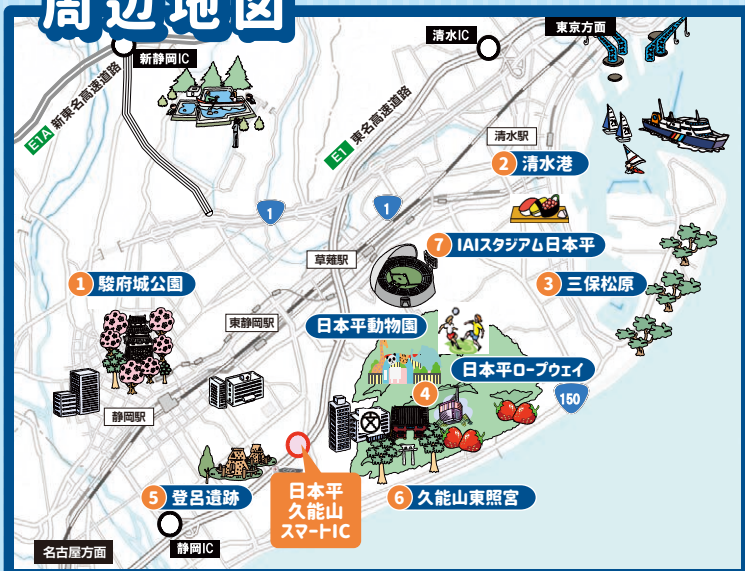 周辺地図
新静岡IC
清水IC
東京方面
E1A 新東名高速道路
E1 東名高速道路
清水駅
2 清水港
1
1
7 IAIスタジアム日本平
草薙駅
1 駿府城公園
3 三保松原
東静岡駅
日本平動物園
日本平ロープウェイ
4
150
静岡駅
5 登呂遺跡
日本平
久能山
スマートIC
6 久能山東照宮
静岡IC
名古屋方面